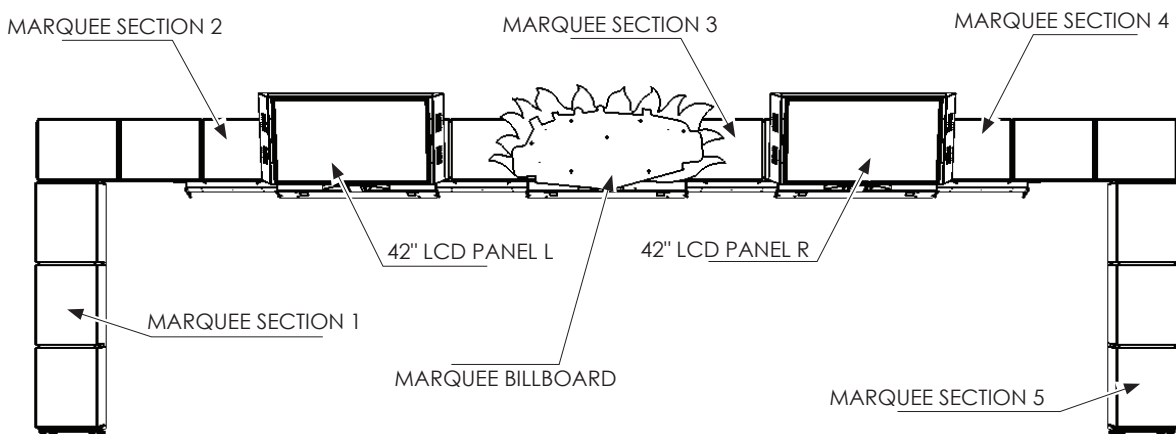 MARQUEE SECTION 2
MARQUEE SECTION 3
MARQUEE SECTION 4
42" LCD PANEL L
42" LCD PANEL R
MARQUEE SECTION 1
MARQUEE BILLBOARD
MARQUEE SECTION 5